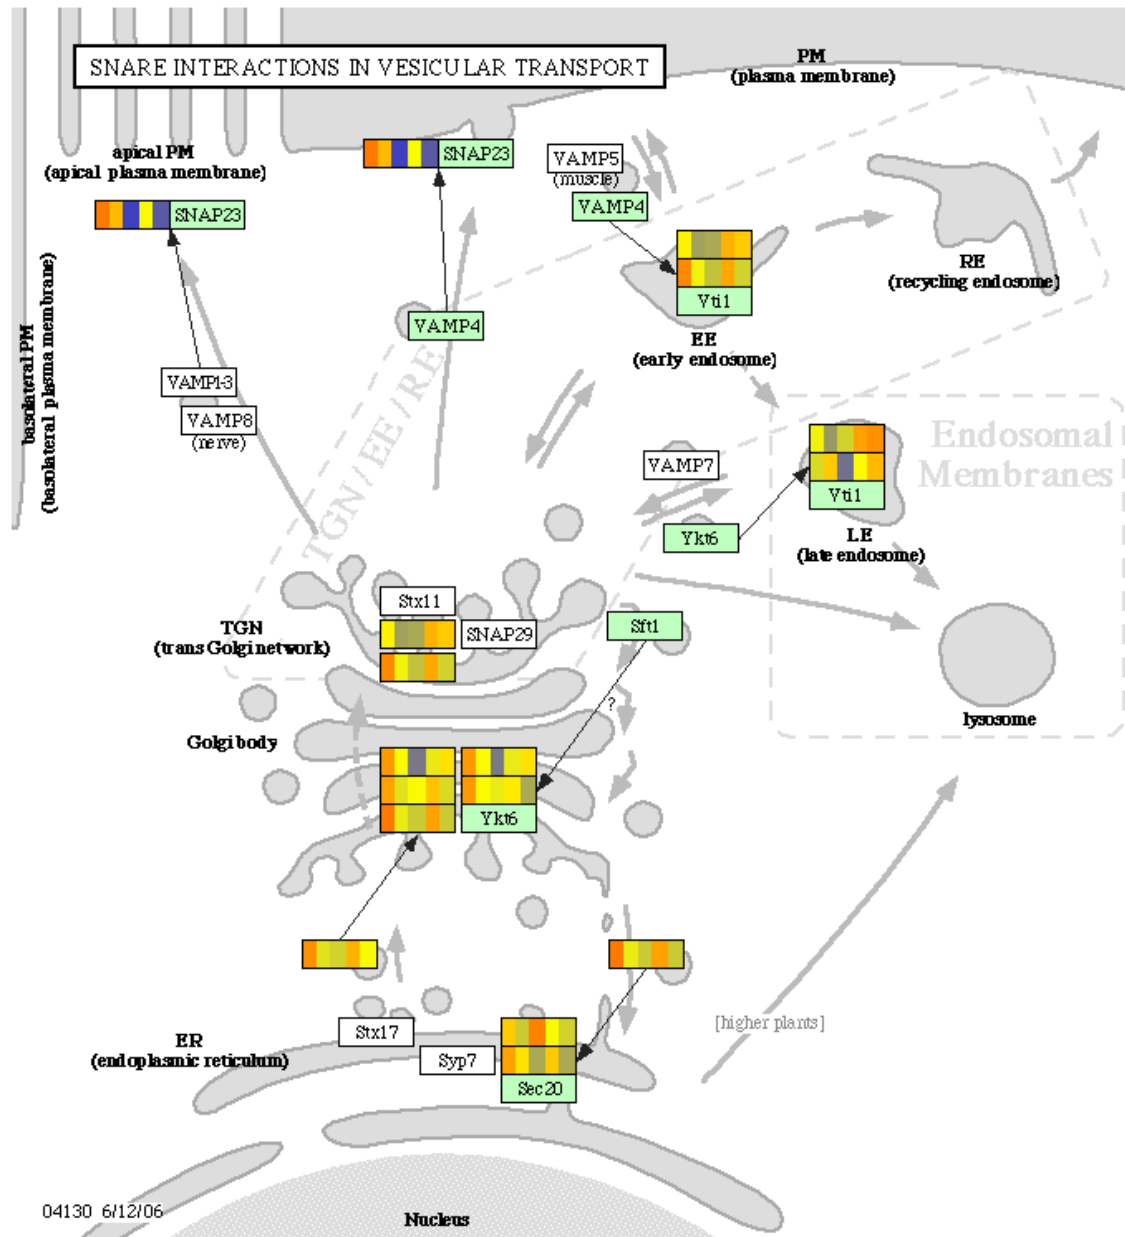 SNARE INTERACTIONS IN VESICULAR TRANSPORT
PM
(plasma membrane)
apical PM
(apical plasma membrane)
SNAP23
SNAP23
VAMP5
(muscle)
VAMP4
Vti1
EE
(early endosome)
RE
(recycling endosome)
basolateral PM
(basolateral plasma membrane)
VAMP4
VAMP1-3
VAMP8
(nerve)
TGN/EE/RE
Endosomal
Membranes
VAMP7
Vti1
Ykt6
LE
(late endosome)
Stx11
SNAP29
Sft1
TGN
(trans Golgi network)
?
lysosome
Golgi body
Ykt6
[higher plants]
Stx17
Syp7
Sec20
ER
(endoplasmic reticulum)
04130 6/12/06
Nucleus